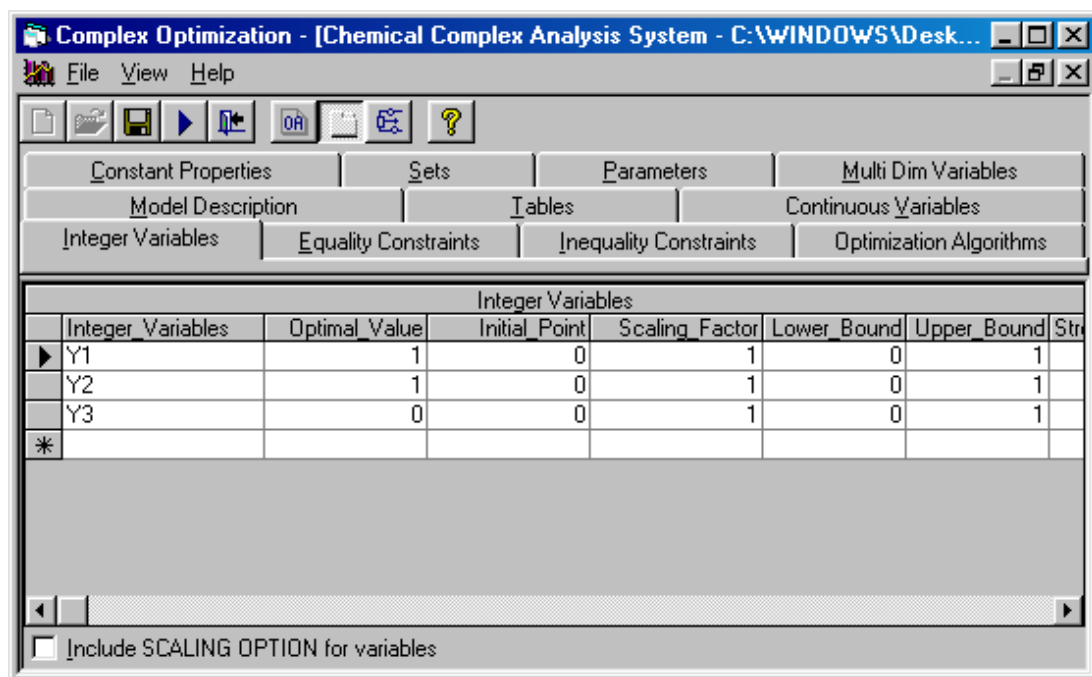 Complex Optimization - [Chemical Complex Analysis System - C:\WINDOWS\Desk...
File View Help
Constant Properties Sets Parameters Multi Dim Variables
Model Description Tables Continuous Variables
Integer Variables Equality Constraints Inequality Constraints Optimization Algorithms
Integer Variables
Integer_Variables Optimal_Value Initial_Point Scaling_Factor Lower_Bound Upper_Bound Stre
Y1 1 0 1 0 1
Y2 1 0 1 0 1
Y3 0 0 1 0 1
Include SCALING OPTION for variables